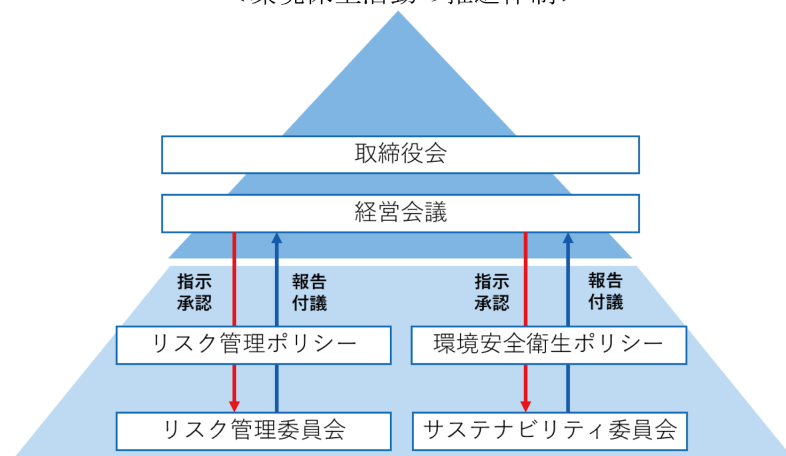 取締役会
経営会議
指示
承認
報告
付議
指示
承認
報告
付議
リスク管理ポリシー
環境安全衛生ポリシー
リスク管理委員会
サステナビリティ委員会